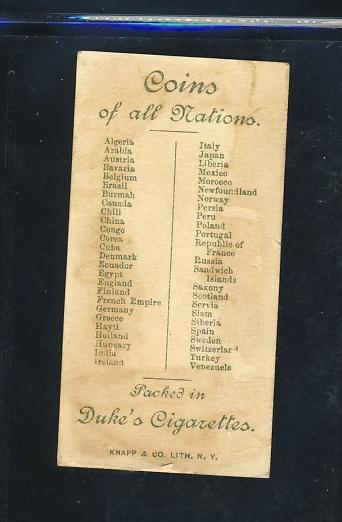 Coins
of all Nations.
Algeria
Arabia
Austria
Bavaria
Belgium
Brazil
Burmah
Canada
Chili
China
Congo
Corea
Cuba
Denmark
Ecuador
Egypt
England
Finland
French Empire
Germany
Greece
Hayti
Holland
Hungary
India
Ireland
Italy
Japan
Liberia
Mexico
Morocco
Newfoundland
Norway
Persia
Peru
Poland
Portugal
Republic of
France
Russia
Sandwich
Islands
Saxony
Scotland
Servia
Siam
Siberia
Spain
Sweden
Switzerland
Turkey
Venezuela
Packed in
Duke's Cigarettes.
KNAPP & CO. LITH. N. Y.